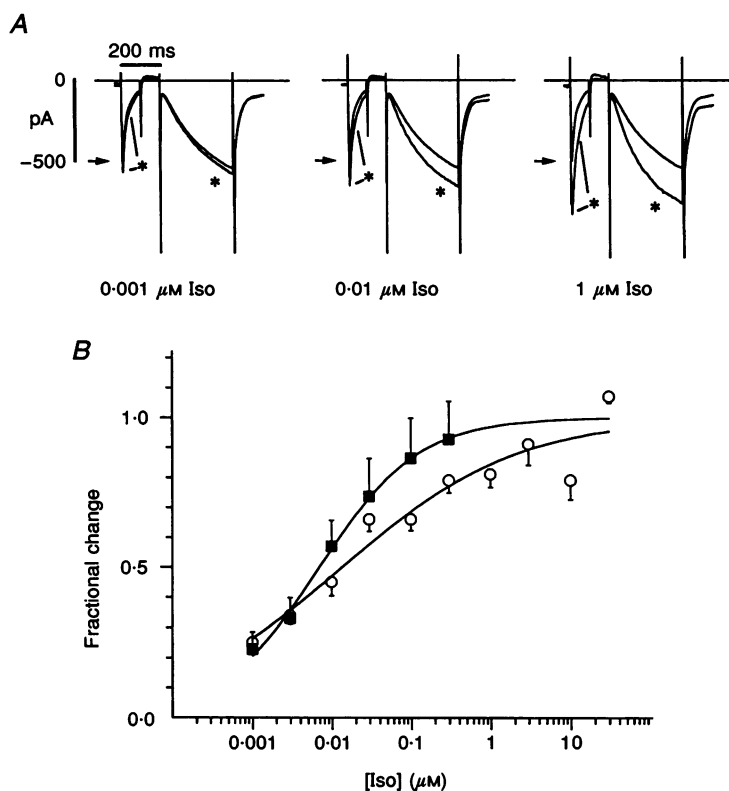 A
200 ms
0
pA
−500
*
*
*
*
*
*
0·001 μM Iso
0·01 μM Iso
1 μM Iso
B
Fractional change
1·0
0·5
0·0
0·001
0·01
0·1
1
10
[Iso] (μM)